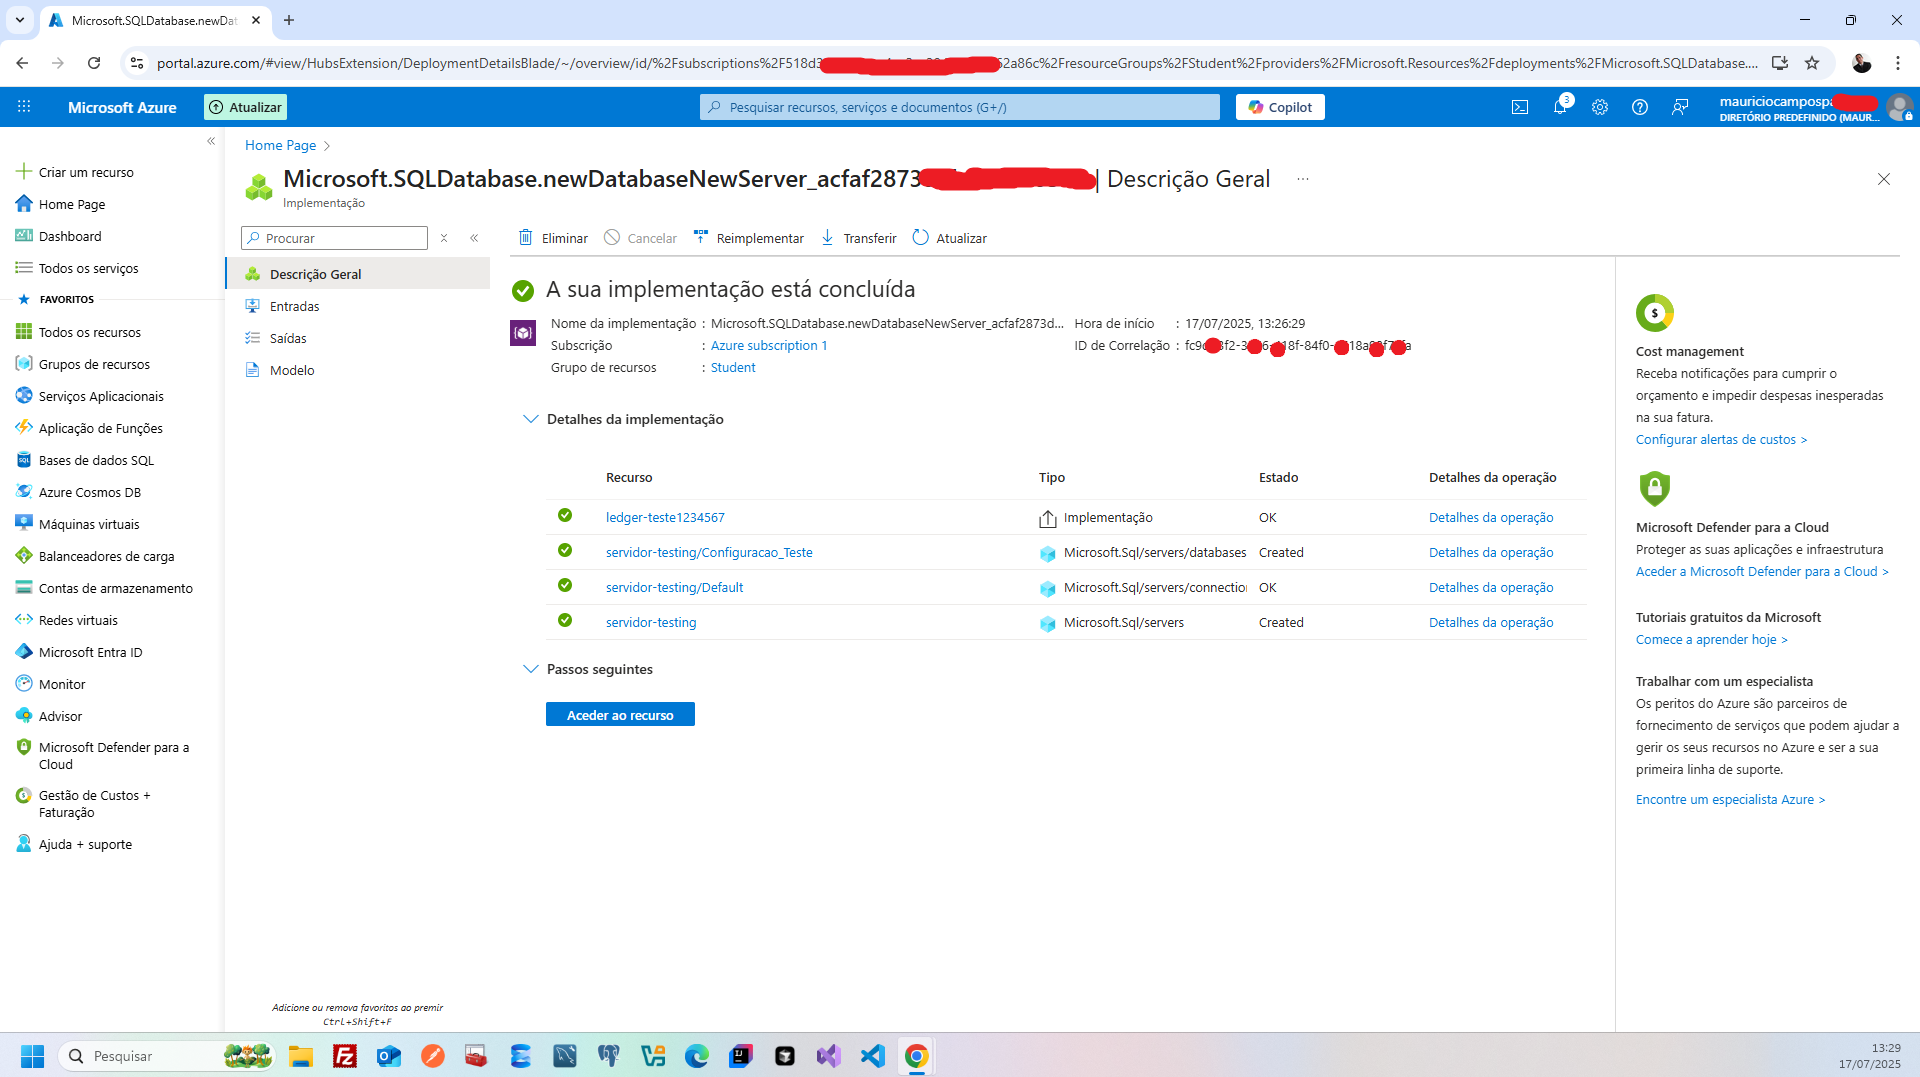 Microsoft.SQLDatabase.newDat
portal.azure.com/#view/HubsExtension/DeploymentDetailsBlade/~/overview/id/%2Fsubscriptions%2F518d 2a86c%2FresourceGroups%2FStudent%2Fproviders%2FMicrosoft.Resources%2Fdeployments%2FMicrosoft.SQLDatabase....
Microsoft Azure
Atualizar
Pesquisar recursos, serviços e documentos (G+/)
Copilot
3
mauriciocamposp
DIRETÓRIO PREDEFINIDO (MAUR...
Home Page
Criar um recurso
Home Page
Dashboard
Todos os serviços
FAVORITOS
Todos os recursos
Grupos de recursos
Serviços Aplicacionais
Aplicação de Funções
Bases de dados SQL
Azure Cosmos DB
Máquinas virtuais
Balanceadores de carga
Contas de armazenamento
Redes virtuais
Microsoft Entra ID
Monitor
Advisor
Microsoft Defender para a
Cloud
Gestão de Custos +
Faturação
Ajuda + suporte
Microsoft.SQLDatabase.newDatabaseNewServer_acfaf2873 | Descrição Geral ...
Implementação
Procurar
Descrição Geral
Entradas
Saídas
Modelo
Adicione ou remova favoritos ao premir
Ctrl+Shift+F
Eliminar
Cancelar
Reimplementar
Transferir
Atualizar
A sua implementação está concluída
Nome da implementação : Microsoft.SQLDatabase.newDatabaseNewServer_acfaf2873d...
Subscrição : Azure subscription 1
Grupo de recursos : Student
Hora de início : 17/07/2025, 13:26:29
ID de Correlação :
Detalhes da implementação
Recurso Tipo Estado Detalhes da operação
ledger-teste1234567 Implementação OK Detalhes da operação
servidor-testing/Configuracao_Teste Microsoft.Sql/servers/databases Created Detalhes da operação
servidor-testing/Default Microsoft.Sql/servers/connectio OK Detalhes da operação
servidor-testing Microsoft.Sql/servers Created Detalhes da operação
Passos seguintes
Aceder ao recurso
Cost management
Receba notificações para cumprir o
orçamento e impedir despesas inesperadas
na sua fatura.
Configurar alertas de custos >
Microsoft Defender para a Cloud
Proteger as suas aplicações e infraestrutura
Aceder a Microsoft Defender para a Cloud >
Tutoriais gratuitos da Microsoft
Comece a aprender hoje >
Trabalhar com um especialista
Os peritos do Azure são parceiros de
fornecimento de serviços que podem ajudar a
gerir os seus recursos no Azure e ser a sua
primeira linha de suporte.
Encontre um especialista Azure >
Pesquisar
13:29
17/07/2025